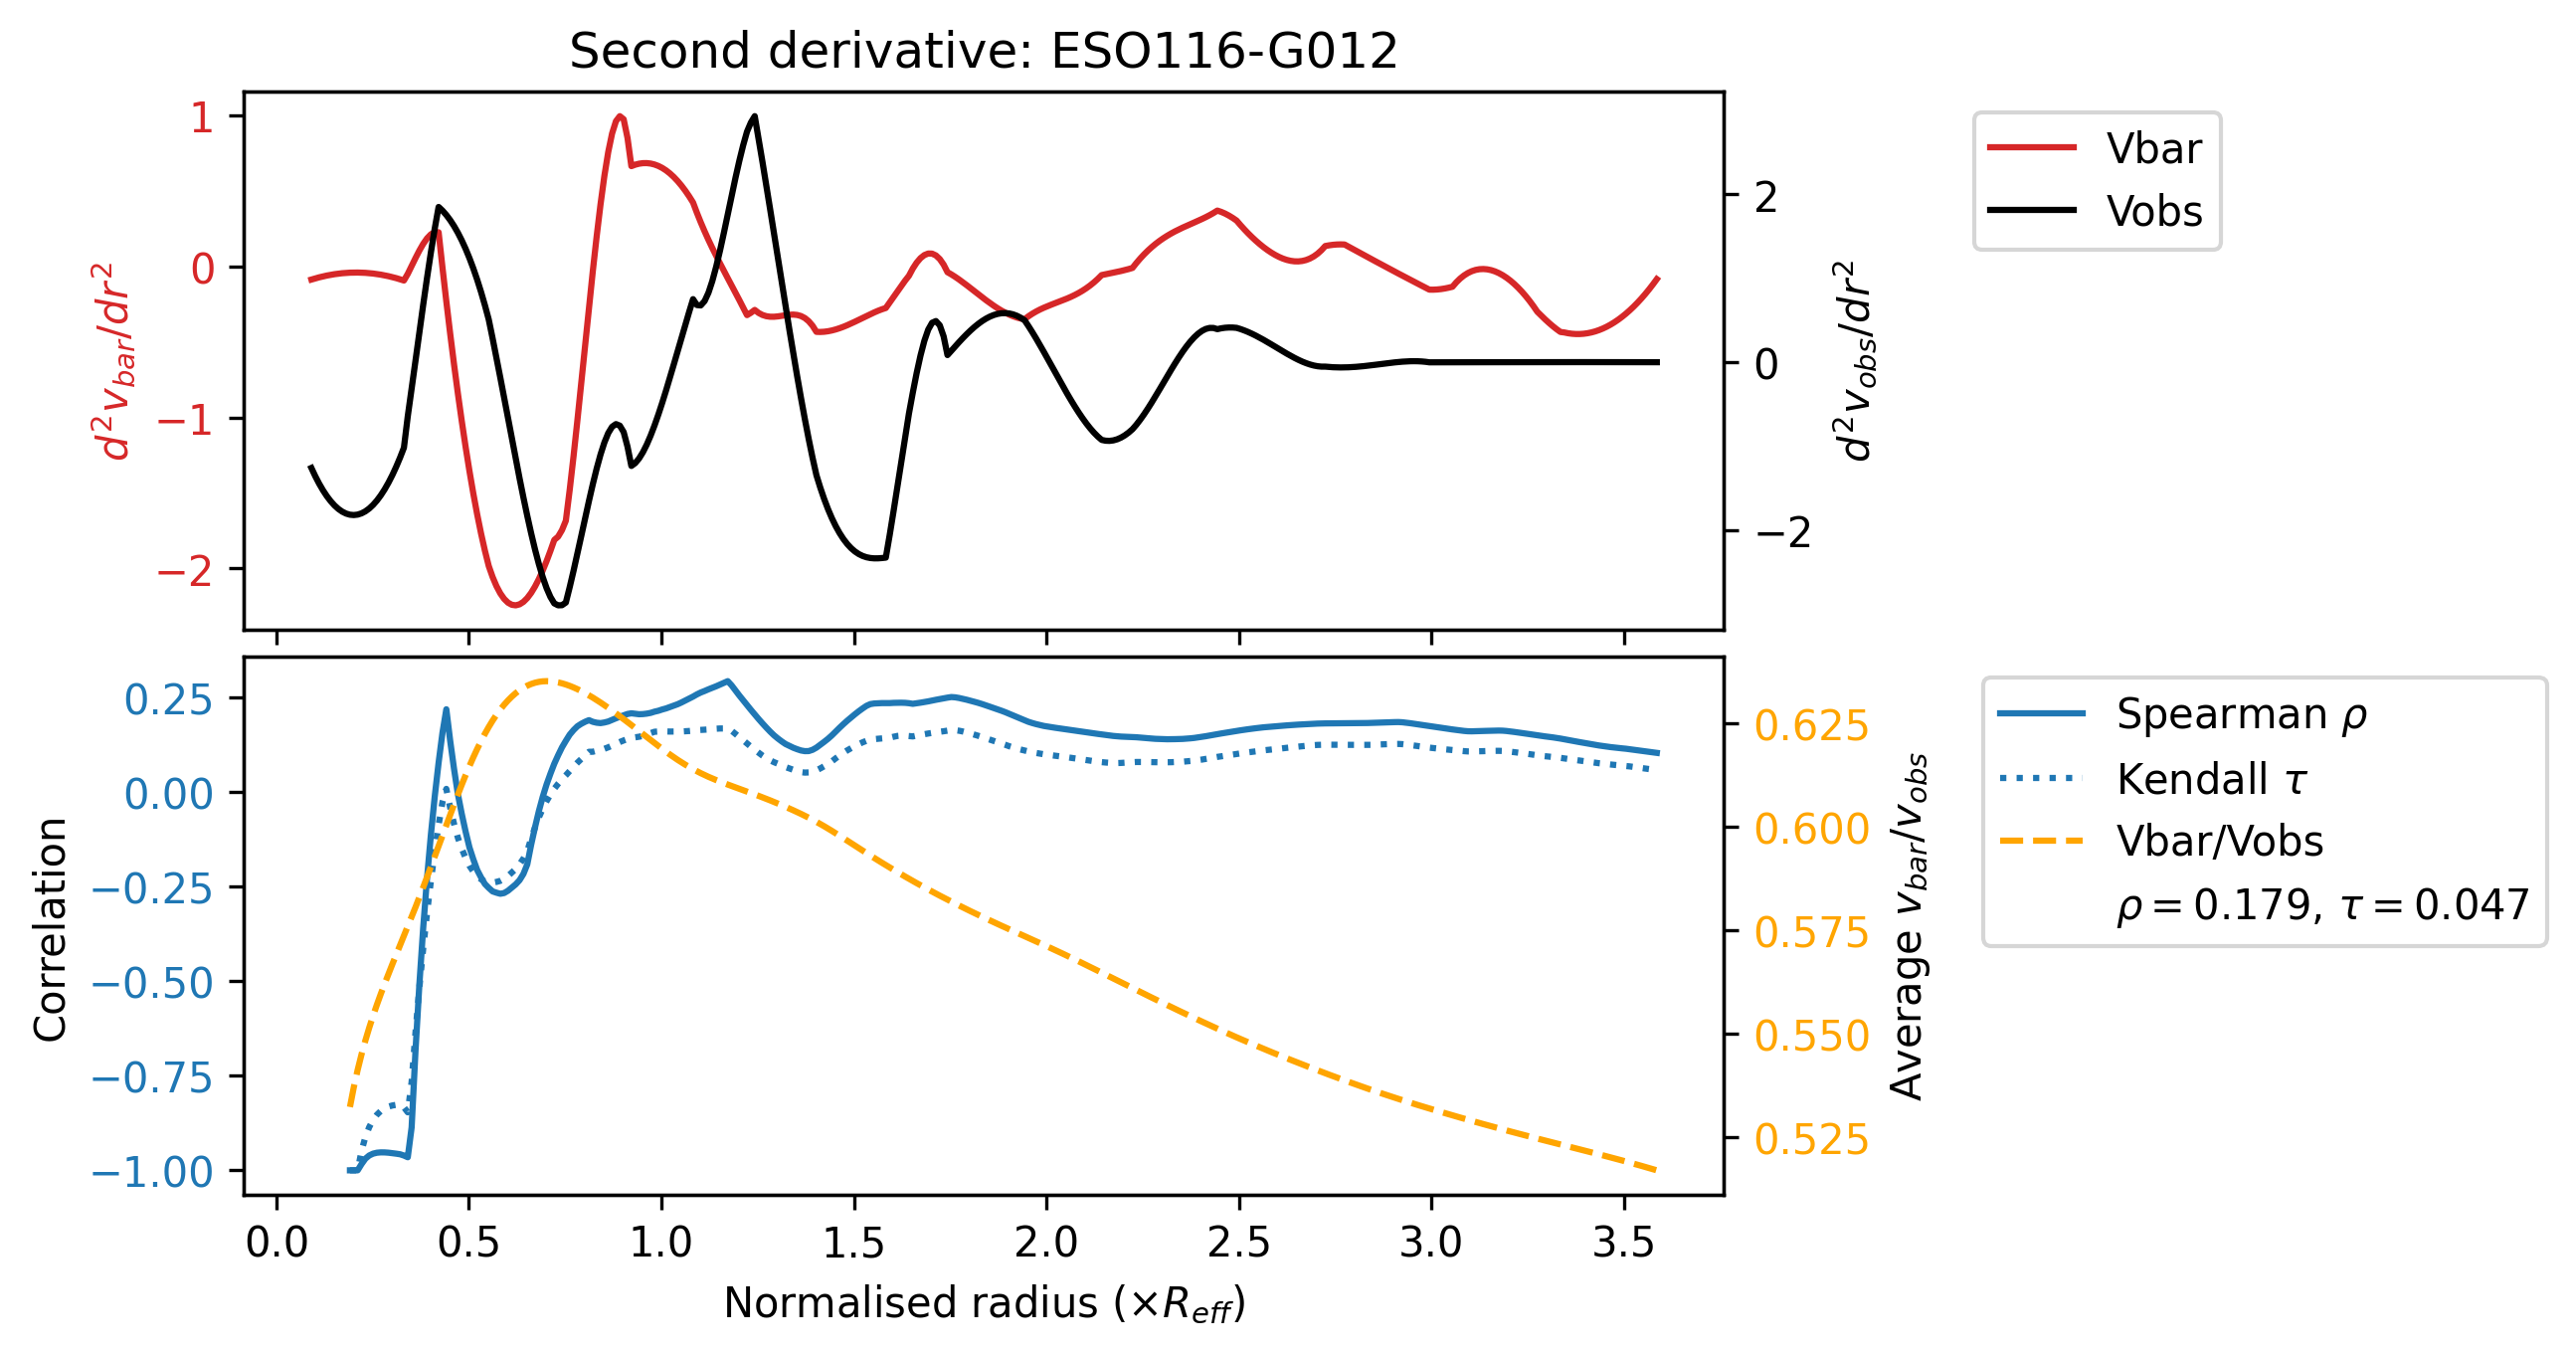 Second derivative: ESO116-G012
1
0
−1
−2
d²v_bar/dr²
2
0
−2
d²v_obs/dr²
Vbar
Vobs
0.25
0.00
−0.25
−0.50
−0.75
−1.00
Correlation
0.625
0.600
0.575
0.550
0.525
Average v_bar/v_obs
Spearman ρ
Kendall τ
Vbar/Vobs
ρ = 0.179, τ = 0.047
0.0 0.5 1.0 1.5 2.0 2.5 3.0 3.5
Normalised radius (×R_eff)